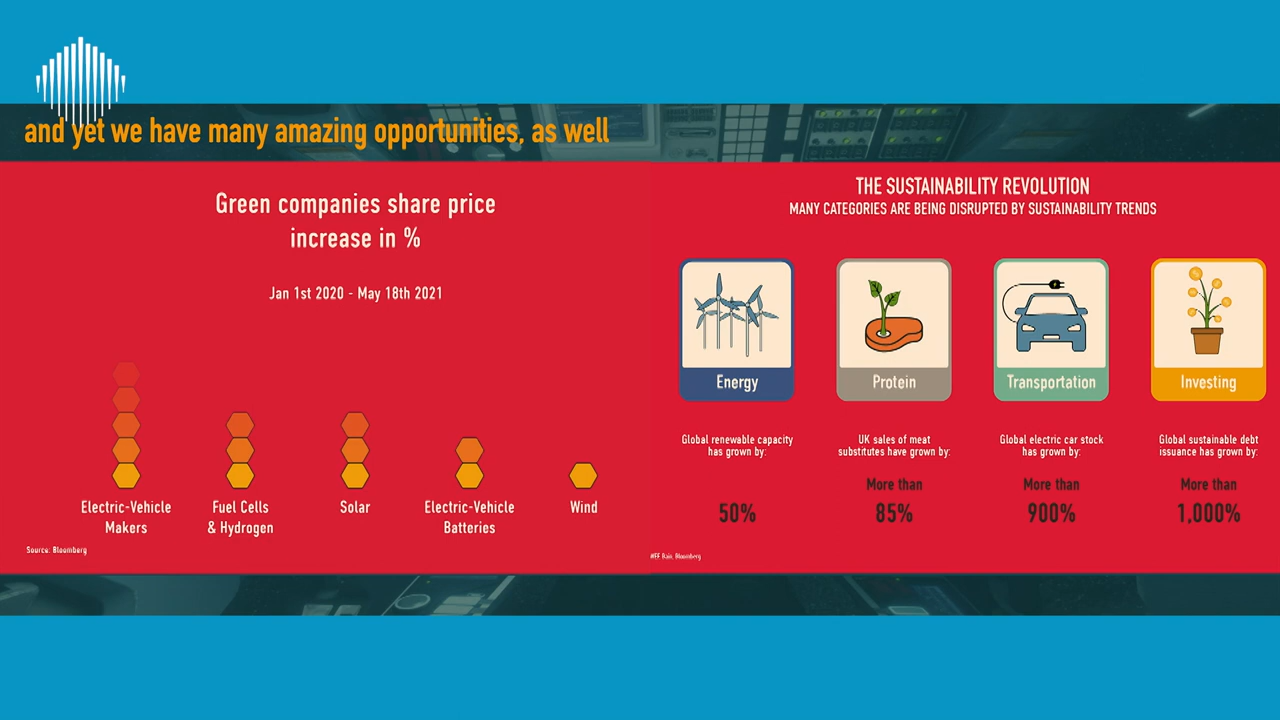 and yet we have many amazing opportunities, as well
Green companies share price
increase in %
Jan 1st 2020 - May 18th 2021
Electric-Vehicle
Makers
Fuel Cells
& Hydrogen
Solar
Electric-Vehicle
Batteries
Wind
Source: Bloomberg
THE SUSTAINABILITY REVOLUTION
MANY CATEGORIES ARE BEING DISRUPTED BY SUSTAINABILITY TRENDS
Energy
Protein
Transportation
Investing
Global renewable capacity
has grown by:
50%
UK sales of meat
substitutes have grown by:
More than
85%
Global electric car stock
has grown by:
More than
900%
Global sustainable debt
issuance has grown by:
More than
1,000%
Bain, Bloomberg